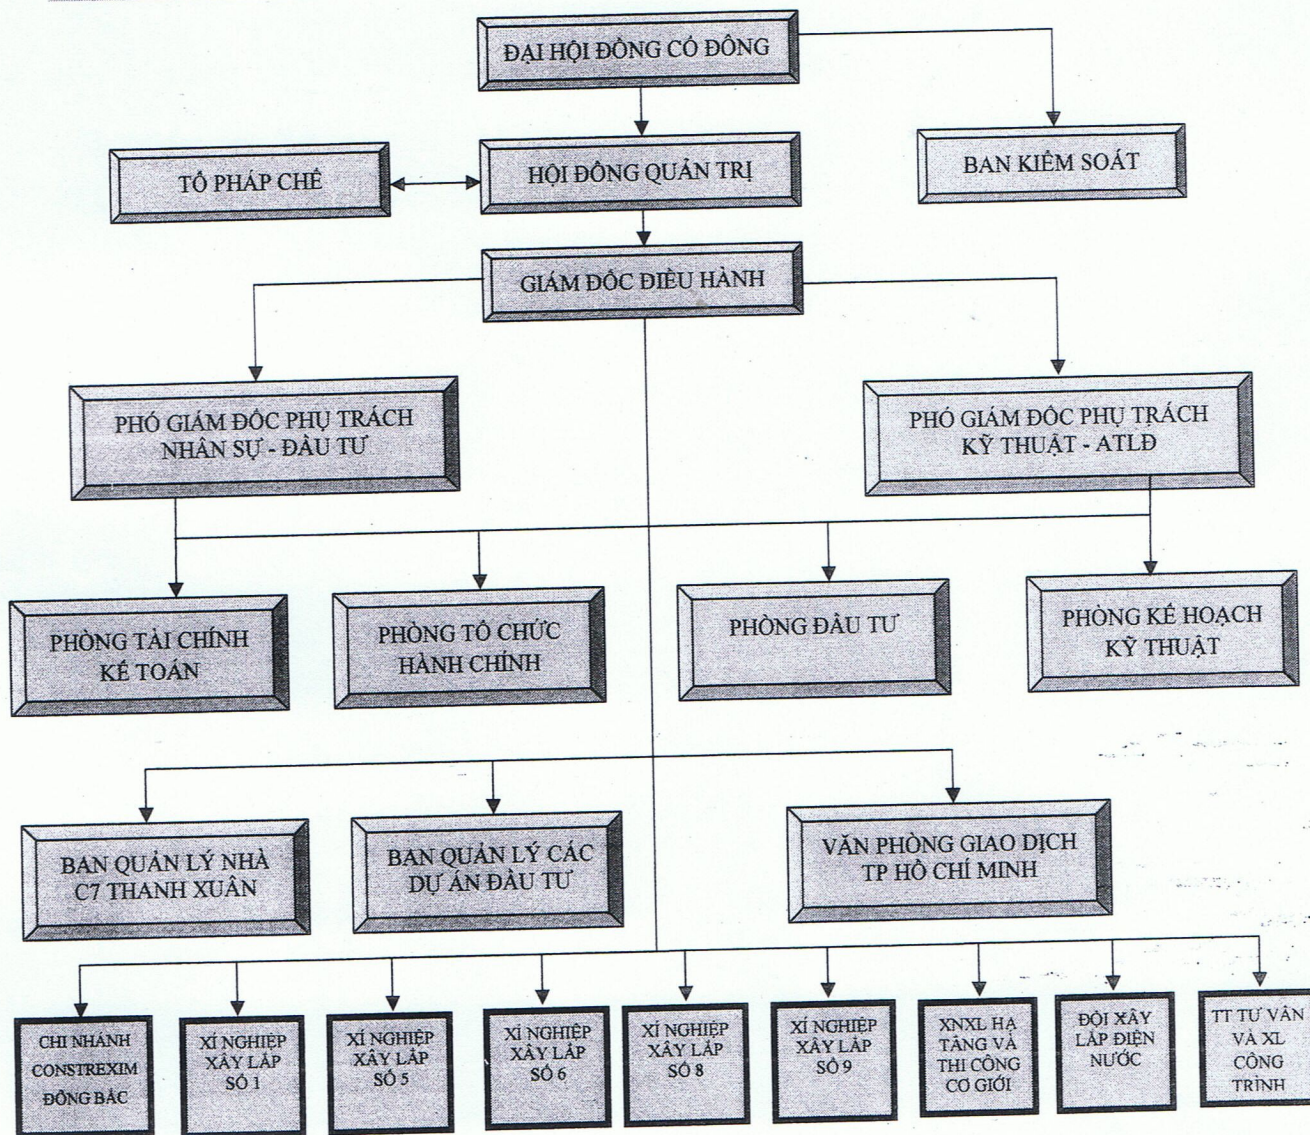 ĐẠI HỘI ĐỒNG CỔ ĐÔNG
TỔ PHÁP CHẾ
HỘI ĐỒNG QUẢN TRỊ
BAN KIỂM SOÁT
GIÁM ĐỐC ĐIỀU HÀNH
PHÓ GIÁM ĐỐC PHỤ TRÁCH
NHÂN SỰ - ĐẦU TƯ
PHÓ GIÁM ĐỐC PHỤ TRÁCH
KỸ THUẬT - ATLĐ
PHÒNG TÀI CHÍNH
KẾ TOÁN
PHÒNG TỔ CHỨC
HÀNH CHÍNH
PHÒNG ĐẦU TƯ
PHÒNG KẾ HOẠCH
KỸ THUẬT
BAN QUẢN LÝ NHÀ
C7 THANH XUÂN
BAN QUẢN LÝ CÁC
DỰ ÁN ĐẦU TƯ
VĂN PHÒNG GIAO DỊCH
TP HỒ CHÍ MINH
CHI NHÁNH
CONSTREXIM
ĐÔNG BẮC
XÍ NGHIỆP
XÂY LẮP
SỐ 1
XÍ NGHIỆP
XÂY LẮP
SỐ 5
XÍ NGHIỆP
XÂY LẮP
SỐ 6
XÍ NGHIỆP
XÂY LẮP
SỐ 8
XÍ NGHIỆP
XÂY LẮP
SỐ 9
XNXL HẠ
TẦNG VÀ
THI CÔNG
CƠ GIỚI
ĐỘI XÂY
LẮP ĐIỆN
NƯỚC
TT TƯ VẤN
VÀ XL
CÔNG
TRÌNH